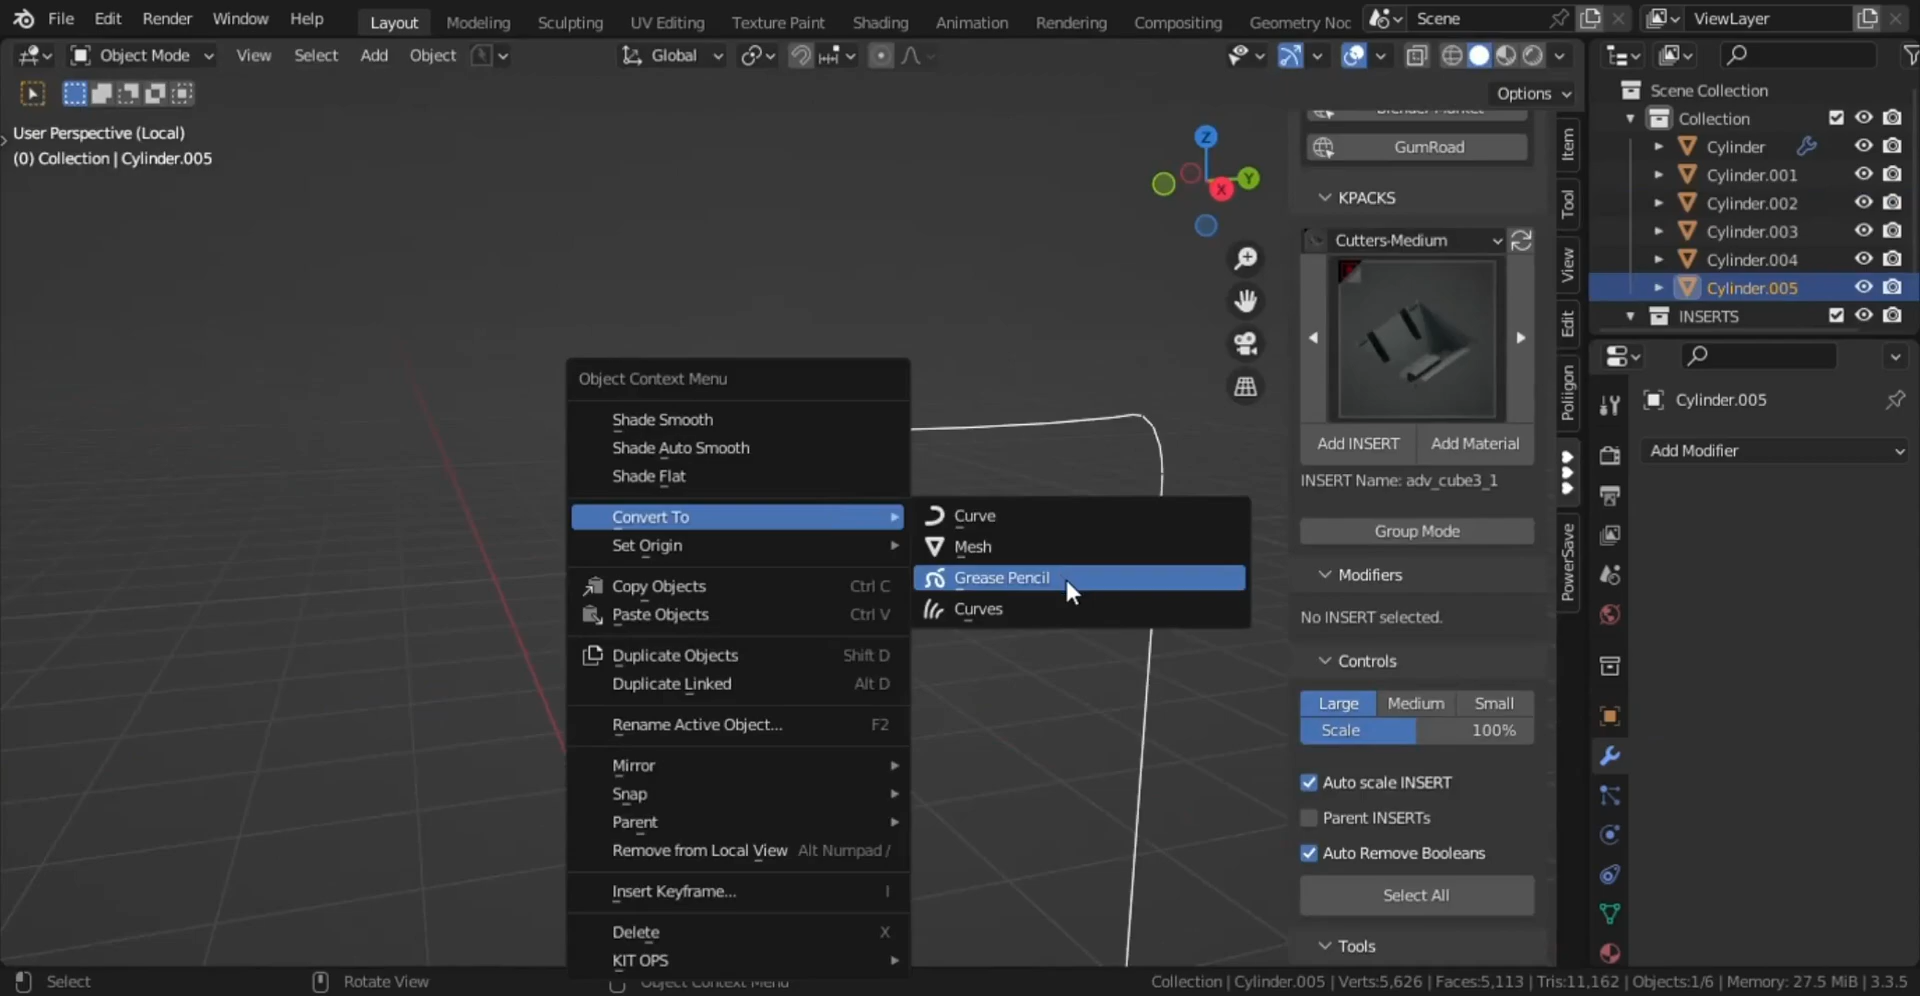 File Edit Render Window Help Layout Modeling Sculpting UV Editing Texture Paint Shading Animation Rendering Compositing Geometry Noc Scene ViewLayer
Object Mode View Select Add Object Global
Options
User Perspective (Local)
(0) Collection | Cylinder.005
Z
Y
X
Object Context Menu
Shade Smooth
Shade Auto Smooth
Shade Flat
Convert To
Set Origin
Copy Objects Ctrl C
Paste Objects Ctrl V
Duplicate Objects Shift D
Duplicate Linked Alt D
Rename Active Object... F2
Mirror
Snap
Parent
Remove from Local View Alt Numpad /
Insert Keyframe... I
Delete X
KIT OPS
Curve
Mesh
Grease Pencil
Curves
Blender Market
GumRoad
KPACKS
Cutters-Medium
Add INSERT Add Material
INSERT Name: adv_cube3_1
Group Mode
Modifiers
No INSERT selected.
Controls
Large Medium Small
Scale 100%
Auto scale INSERT
Parent INSERTs
Auto Remove Booleans
Select All
Tools
Item
Tool
View
Edit
Poliigon
PowerSave
Scene Collection
Collection
Cylinder
Cylinder.001
Cylinder.002
Cylinder.003
Cylinder.004
Cylinder.005
INSERTS
Cylinder.005
Add Modifier
Select Rotate View Object Context Menu Collection | Cylinder.005 | Verts:5,626 | Faces:5,113 | Tris:11,162 | Objects:1/6 | Memory: 27.5 MiB | 3.3.5